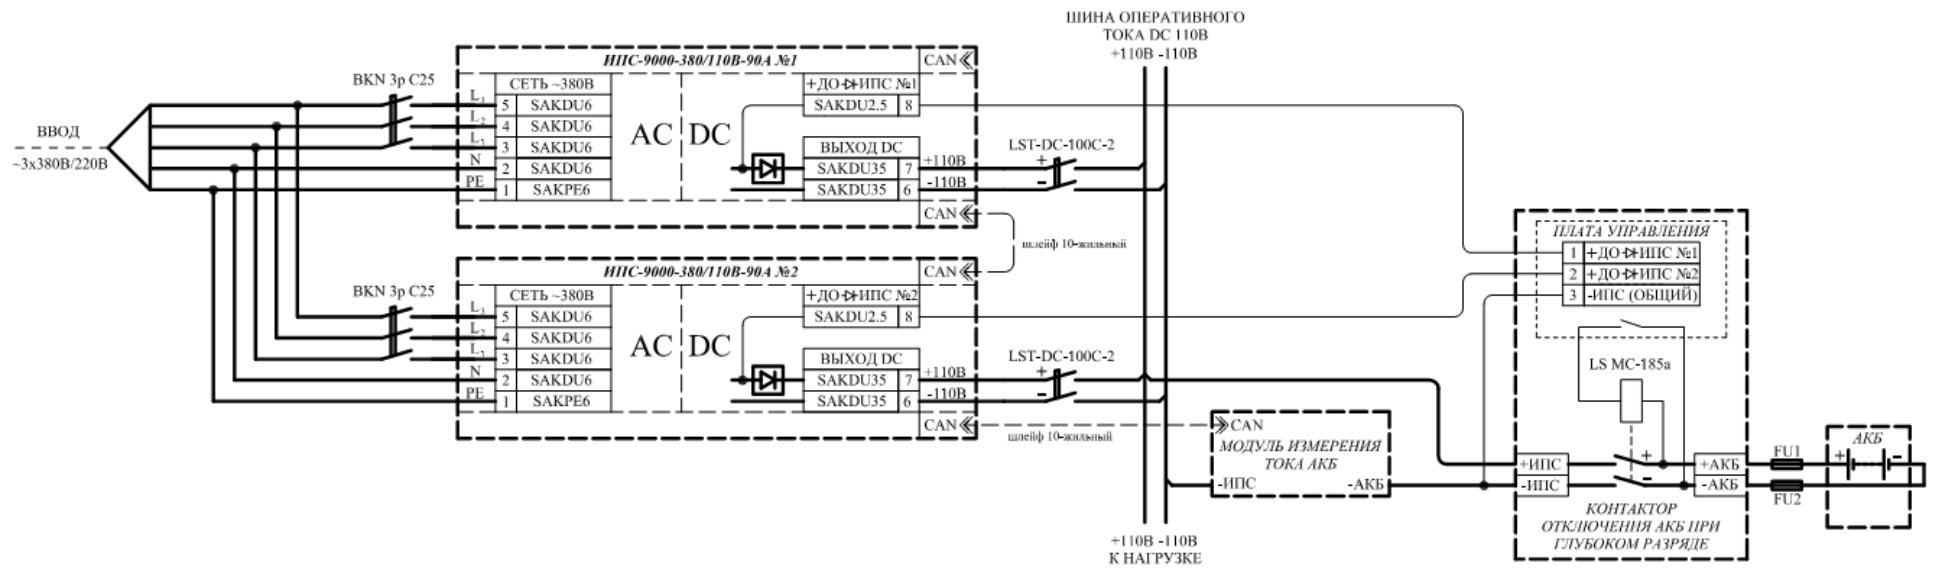 ШИНА ОПЕРАТИВНОГО
ТОКА DC 110В
+110В -110В
ВВОД
~3х380В/220В
BKN 3p C25
ИПС-9000-380/110В-90А №1
CAN
СЕТЬ ~380В
L3 5 SAKDU6
L2 4 SAKDU6
L1 3 SAKDU6
N 2 SAKDU6
PE 1 SAKPE6
AC DC
+ДО ИПС №1
SAKDU2.5 8
ВЫХОД DC
SAKDU35 7 +110В
SAKDU35 6 -110В
CAN
LST-DC-100C-2
+
-
шлейф 10-жильный
BKN 3p C25
ИПС-9000-380/110В-90А №2
CAN
СЕТЬ ~380В
L3 5 SAKDU6
L2 4 SAKDU6
L1 3 SAKDU6
N 2 SAKDU6
PE 1 SAKPE6
AC DC
+ДО ИПС №2
SAKDU2.5 8
ВЫХОД DC
SAKDU35 7 +110В
SAKDU35 6 -110В
CAN
LST-DC-100C-2
+
-
шлейф 10-жильный
CAN
МОДУЛЬ ИЗМЕРЕНИЯ
ТОКА АКБ
-ИПС -АКБ
+110В -110В
К НАГРУЗКЕ
ПЛАТА УПРАВЛЕНИЯ
1 +ДО ИПС №1
2 +ДО ИПС №2
3 -ИПС (ОБЩИЙ)
LS MC-185a
+ИПС + +АКБ
-ИПС - -АКБ
КОНТАКТОР
ОТКЛЮЧЕНИЯ АКБ ПРИ
ГЛУБОКОМ РАЗРЯДЕ
FU1
FU2
АКБ
+ -